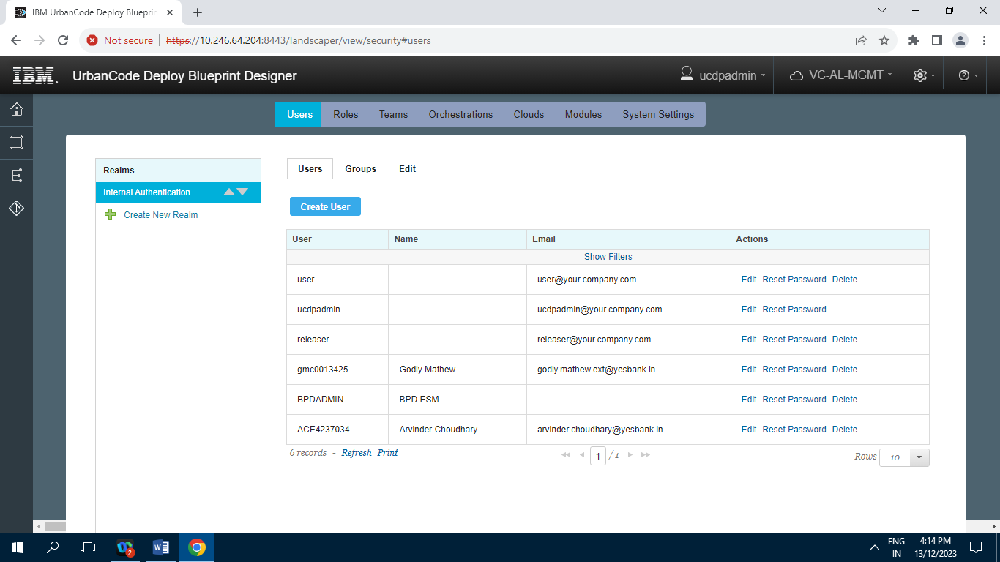 IBM UrbanCode Deploy Blueprin
Not secure https://10.246.64.204:8443/landscaper/view/security#users
IBM. UrbanCode Deploy Blueprint Designer ucdpadmin VC-AL-MGMT
Users Roles Teams Orchestrations Clouds Modules System Settings
Realms
Internal Authentication
Create New Realm
Users Groups Edit
Create User
User Name Email Actions
Show Filters
user user@your.company.com Edit Reset Password Delete
ucdpadmin ucdpadmin@your.company.com Edit Reset Password
releaser releaser@your.company.com Edit Reset Password Delete
gmc0013425 Godly Mathew godly.mathew.ext@yesbank.in Edit Reset Password Delete
BPDADMIN BPD ESM Edit Reset Password Delete
ACE4237034 Arvinder Choudhary arvinder.choudhary@yesbank.in Edit Reset Password Delete
6 records - Refresh Print 1 / 1 Rows 10
2
ENG
IN
4:14 PM
13/12/2023